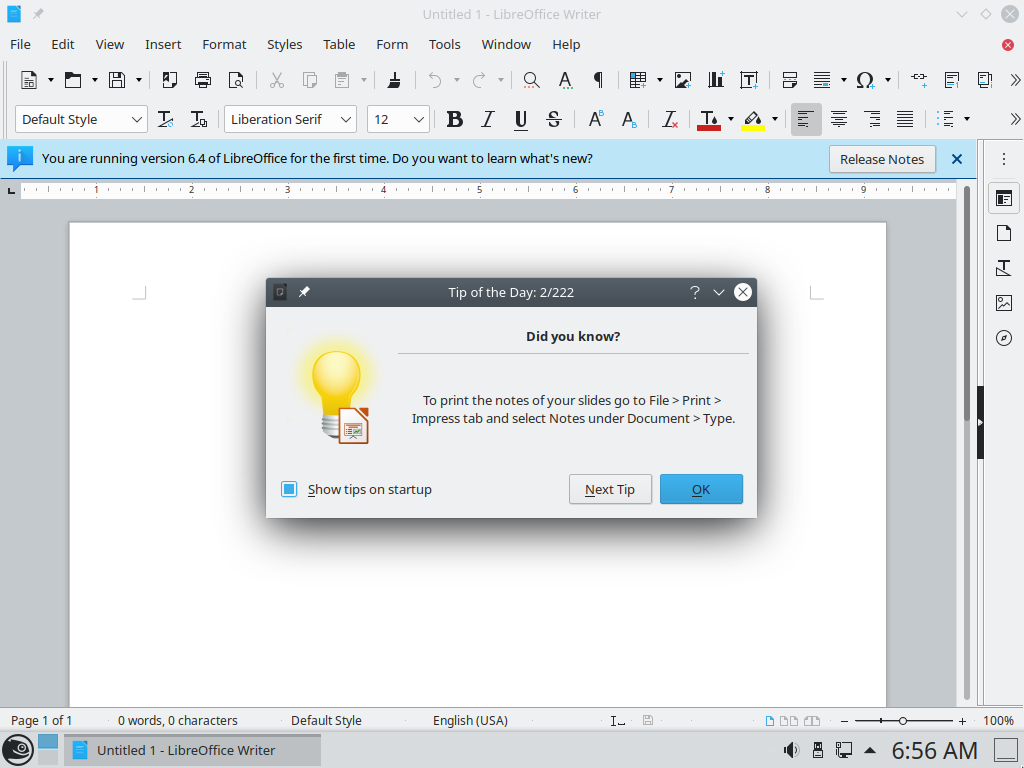 Untitled 1 - LibreOffice Writer
File Edit View Insert Format Styles Table Form Tools Window Help
Default Style Liberation Serif 12
You are running version 6.4 of LibreOffice for the first time. Do you want to learn what's new? Release Notes
1 2 3 4 5 6 7 8 9
Tip of the Day: 2/222
Did you know?
To print the notes of your slides go to File > Print >
Impress tab and select Notes under Document > Type.
Show tips on startup Next Tip OK
Page 1 of 1 0 words, 0 characters Default Style English (USA) 100%
Untitled 1 - LibreOffice Writer 6:56 AM